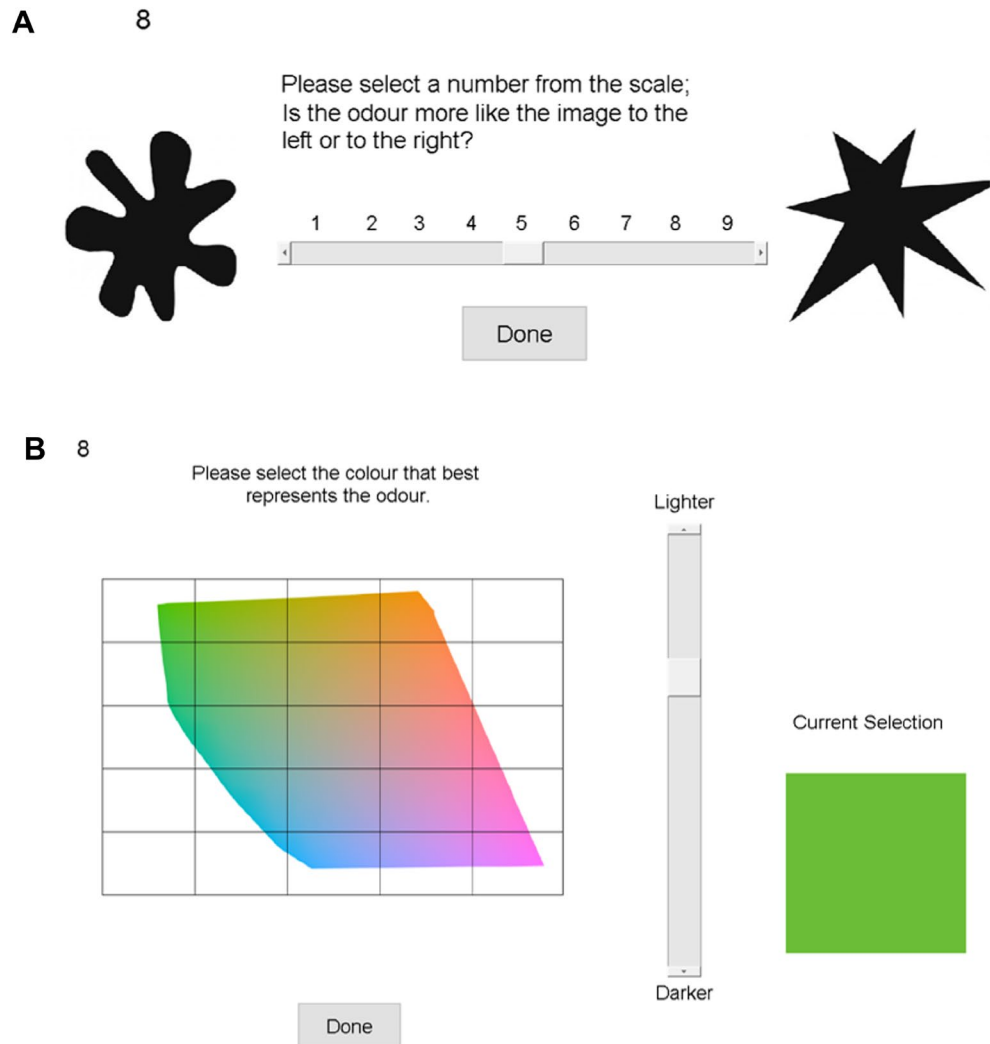 A
8
Please select a number from the scale;
Is the odour more like the image to the
left or to the right?
1 2 3 4 5 6 7 8 9
Done
B
8
Please select the colour that best
represents the odour.
Lighter
Current Selection
Darker
Done